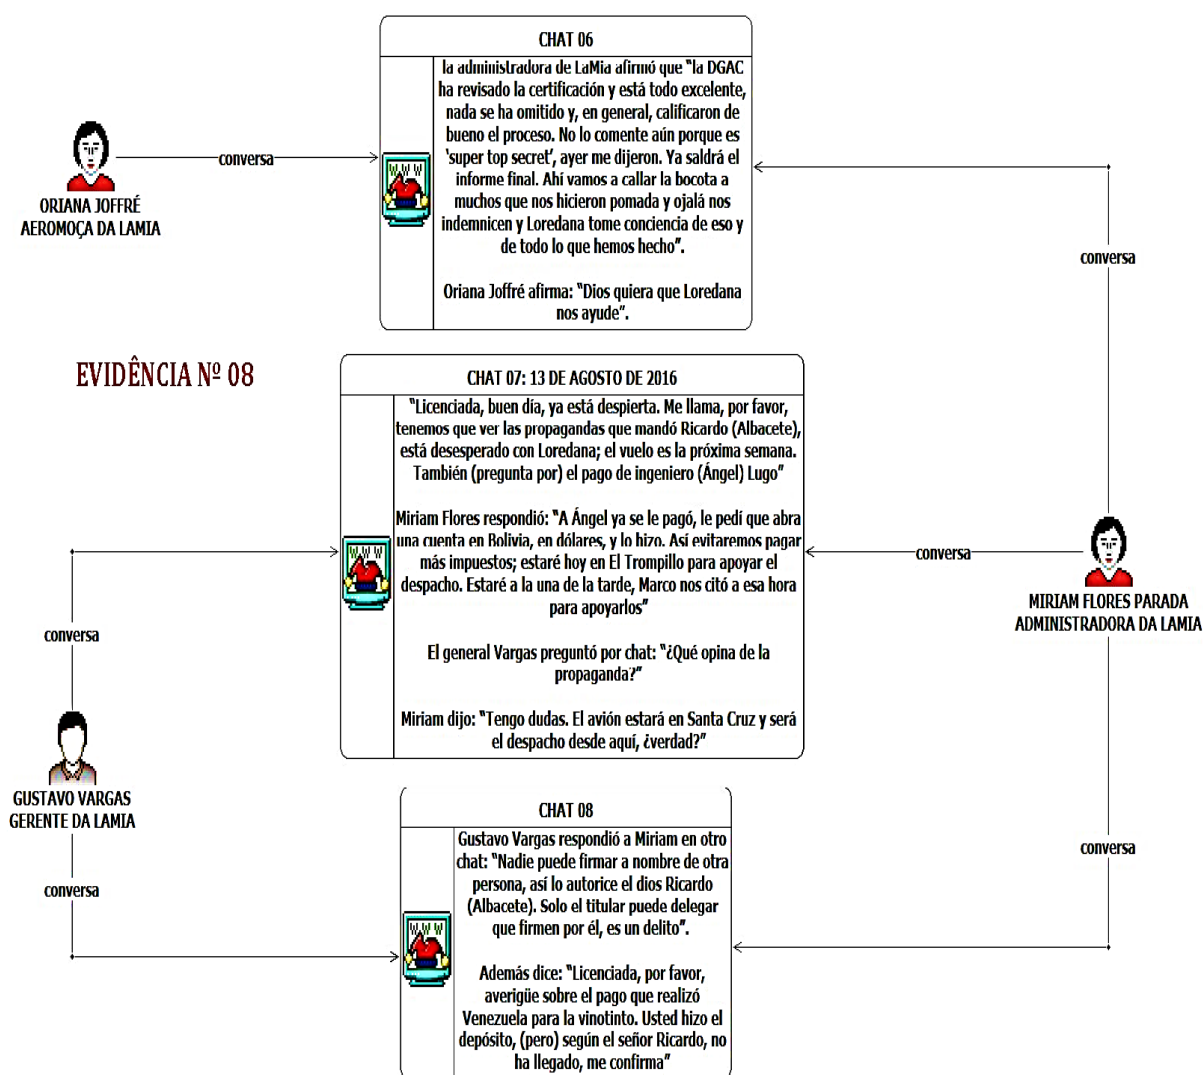 CHAT 06
la administradora de LaMia afirmó que "la DGAC
ha revisado la certificación y está todo excelente,
nada se ha omitido y, en general, calificaron de
bueno el proceso. No lo comente aún porque es
'super top secret', ayer me dijeron. Ya saldrá el
informe final. Ahí vamos a callar la bocota a
muchos que nos hicieron pomada y ojalá nos
indemnicen y Loredana tome conciencia de eso y
de todo lo que hemos hecho".
Oriana Joffré afirma: "Dios quiera que Loredana
nos ayude".
conversa
ORIANA JOFFRÉ
AEROMOÇA DA LAMIA
conversa
EVIDÊNCIA Nº 08
CHAT 07: 13 DE AGOSTO DE 2016
"Licenciada, buen día, ya está despierta. Me llama, por favor,
tenemos que ver las propagandas que mandó Ricardo (Albacete),
está desesperado con Loredana; el vuelo es la próxima semana.
También (pregunta por) el pago de ingeniero (Ángel) Lugo"
Miriam Flores respondió: "A Ángel ya se le pagó, le pedí que abra
una cuenta en Bolivia, en dólares, y lo hizo. Así evitaremos pagar
más impuestos; estaré hoy en El Trompillo para apoyar el
despacho. Estaré a la una de la tarde, Marco nos citó a esa hora
para apoyarlos"
El general Vargas preguntó por chat: "¿Qué opina de la
propaganda?"
Miriam dijo: "Tengo dudas. El avión estará en Santa Cruz y será
el despacho desde aquí, ¿verdad?"
conversa
conversa
MIRIAM FLORES PARADA
ADMINISTRADORA DA LAMIA
GUSTAVO VARGAS
GERENTE DA LAMIA
conversa
conversa
CHAT 08
Gustavo Vargas respondió a Miriam en otro
chat: "Nadie puede firmar a nombre de otra
persona, así lo autorice el dios Ricardo
(Albacete). Solo el titular puede delegar
que firmen por él, es un delito".
Además dice: "Licenciada, por favor,
averigüe sobre el pago que realizó
Venezuela para la vinotinto. Usted hizo el
depósito, (pero) según el señor Ricardo, no
ha llegado, me confirma"